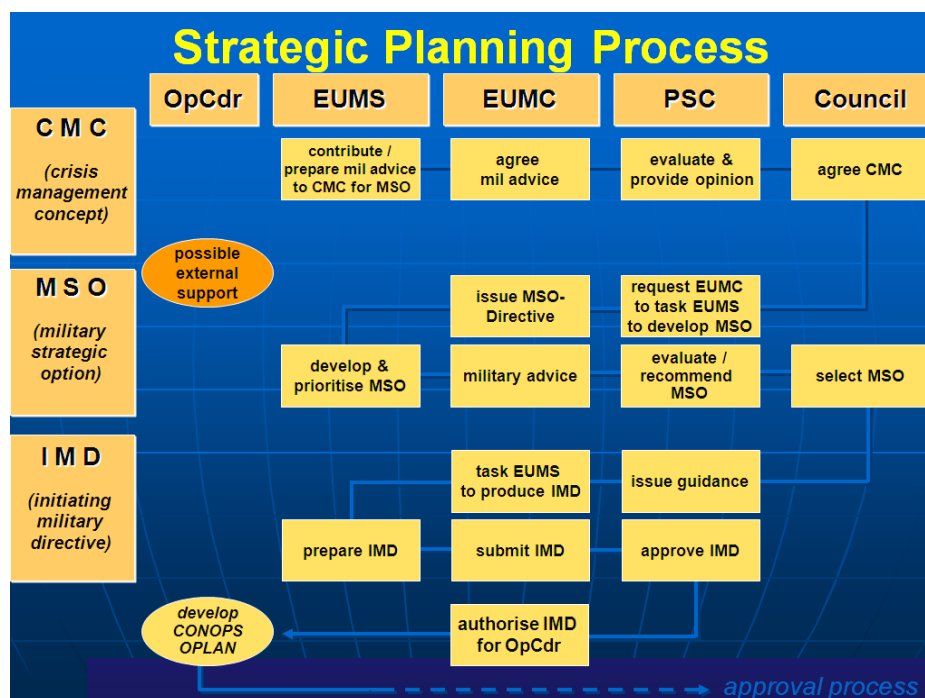 Strategic Planning Process
OpCdr
EUMS
EUMC
PSC
Council
C M C
(crisis
management
concept)
contribute /
prepare mil advice
to CMC for MSO
agree
mil advice
evaluate &
provide opinion
agree CMC
possible
external
support
M S O
(military
strategic
option)
issue MSO-
Directive
request EUMC
to task EUMS
to develop MSO
develop &
prioritise MSO
military advice
evaluate /
recommend
MSO
select MSO
I M D
(initiating
military
directive)
task EUMS
to produce IMD
issue guidance
prepare IMD
submit IMD
approve IMD
develop
CONOPS
OPLAN
authorise IMD
for OpCdr
approval process